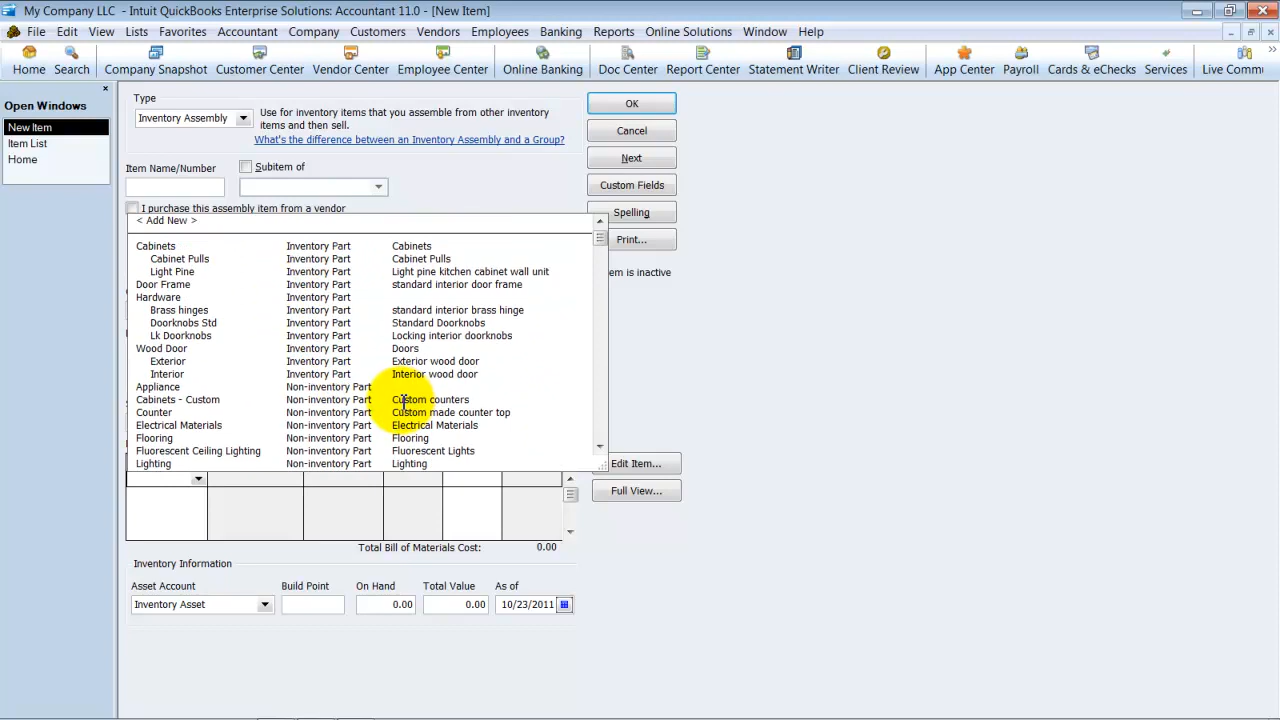 My Company LLC - Intuit QuickBooks Enterprise Solutions: Accountant 11.0 - [New Item]
File Edit View Lists Favorites Accountant Company Customers Vendors Employees Banking Reports Online Solutions Window Help
Home Search Company Snapshot Customer Center Vendor Center Employee Center Online Banking Doc Center Report Center Statement Writer Client Review App Center Payroll Cards & eChecks Services Live Commu
Open Windows
New Item
Item List
Home
Type
Inventory Assembly
Use for inventory items that you assemble from other inventory
items and then sell.
What's the difference between an Inventory Assembly and a Group?
Item Name/Number
Subitem of
I purchase this assembly item from a vendor
OK
Cancel
Next
Custom Fields
Spelling
Print...
em is inactive
< Add New >
Cabinets Inventory Part Cabinets
Cabinet Pulls Inventory Part Cabinet Pulls
Light Pine Inventory Part Light pine kitchen cabinet wall unit
Door Frame Inventory Part standard interior door frame
Hardware Inventory Part
Brass hinges Inventory Part standard interior brass hinge
Doorknobs Std Inventory Part Standard Doorknobs
Lk Doorknobs Inventory Part Locking interior doorknobs
Wood Door Inventory Part Doors
Exterior Inventory Part Exterior wood door
Interior Inventory Part Interior wood door
Appliance Non-inventory Part
Cabinets - Custom Non-inventory Part Custom counters
Counter Non-inventory Part Custom made counter top
Electrical Materials Non-inventory Part Electrical Materials
Flooring Non-inventory Part Flooring
Fluorescent Ceiling Lighting Non-inventory Part Fluorescent Lights
Lighting Non-inventory Part Lighting
Edit Item...
Full View...
Total Bill of Materials Cost: 0.00
Inventory Information
Asset Account Build Point On Hand Total Value As of
Inventory Asset 0.00 0.00 10/23/2011